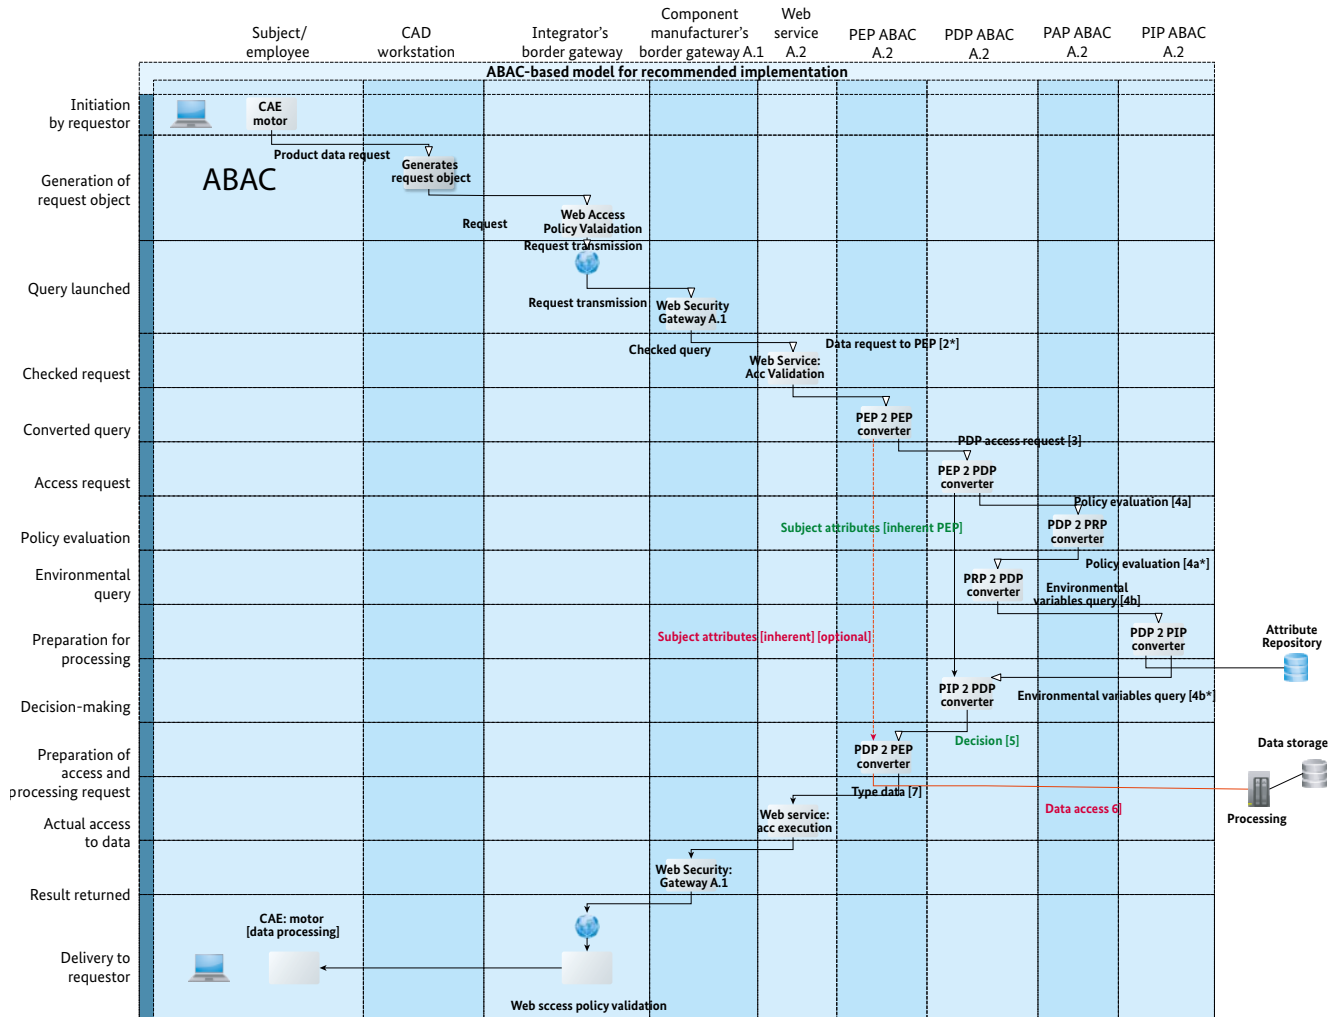 Subject/
employee
CAD
workstation
Integrator's
border gateway
Component
manufacturer's
border gateway A.1
Web
service
A.2
PEP ABAC
A.2
PDP ABAC
A.2
PAP ABAC
A.2
PIP ABAC
A.2
ABAC-based model for recommended implementation
Initiation
by requestor
CAE
motor
Product data request
Generation of
request object
ABAC
Generates
request object
Request
Web Access
Policy Valaidation
Request transmission
Query launched
Request transmission
Web Security
Gateway A.1
Checked query
Data request to PEP [2*]
Checked request
Web Service:
Acc Validation
Converted query
PEP 2 PEP
converter
PDP access request [3]
Access request
PEP 2 PDP
converter
Policy evaluation [4a]
Policy evaluation
Subject attributes [inherent PEP]
PDP 2 PRP
converter
Policy evaluation [4a*]
Environmental
query
PRP 2 PDP
converter
Environmental
variables query [4b]
Preparation for
processing
Subject attributes [inherent] [optional]
PDP 2 PIP
converter
Attribute
Repository
Decision-making
PIP 2 PDP
converter
Environmental variables query [4b*]
Preparation of
access and
processing request
PDP 2 PEP
converter
Decision [5]
Data storage
Type data [7]
Data access 6]
Processing
Actual access
to data
Web service:
acc execution
Result returned
Web Security:
Gateway A.1
CAE: motor
[data processing]
Delivery to
requestor
Web sccess policy validation